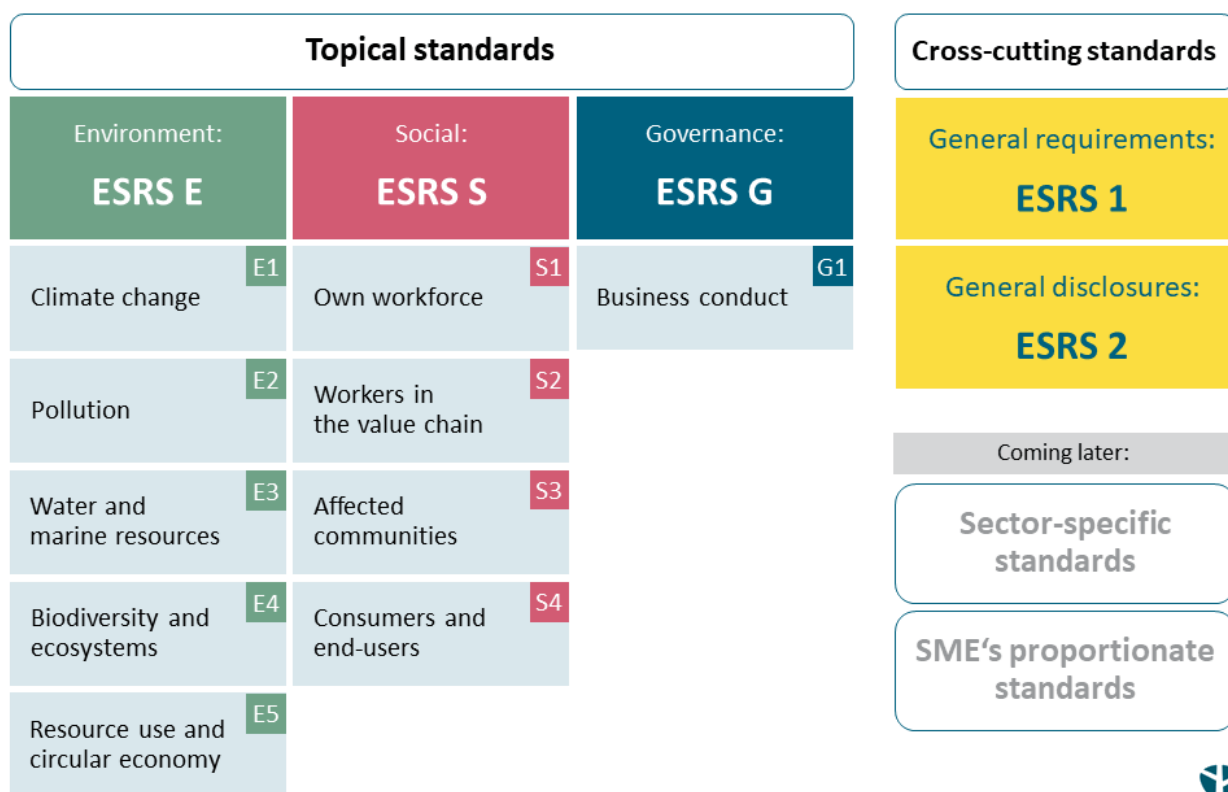 Topical standards
Environment:
ESRS E
Social:
ESRS S
Governance:
ESRS G
E1
Climate change
S1
Own workforce
G1
Business conduct
E2
Pollution
S2
Workers in
the value chain
E3
Water and
marine resources
S3
Affected
communities
E4
Biodiversity and
ecosystems
S4
Consumers and
end-users
E5
Resource use and
circular economy
Cross-cutting standards
General requirements:
ESRS 1
General disclosures:
ESRS 2
Coming later:
Sector-specific
standards
SME‘s proportionate
standards